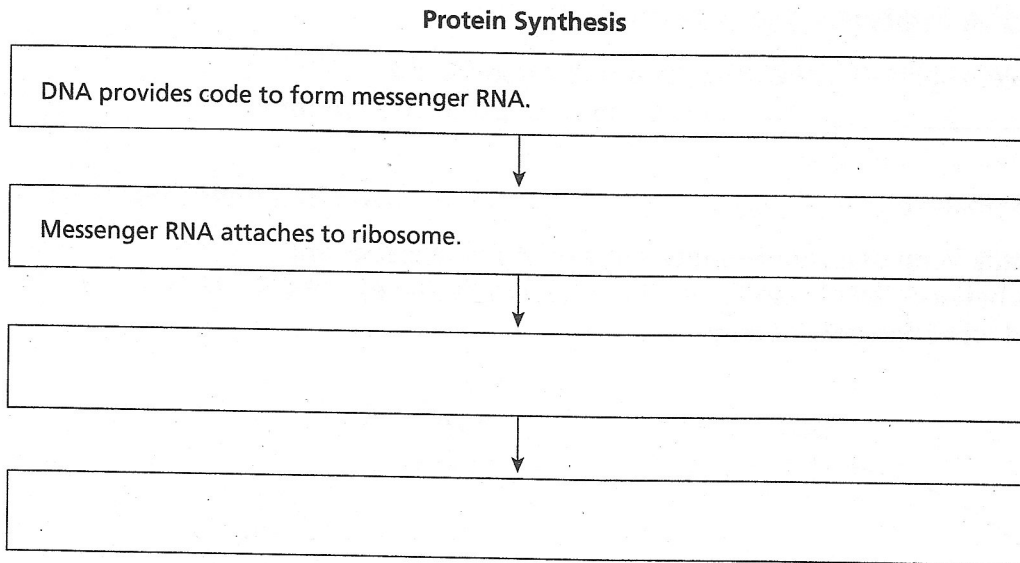 Protein Synthesis
DNA provides code to form messenger RNA.
Messenger RNA attaches to ribosome.